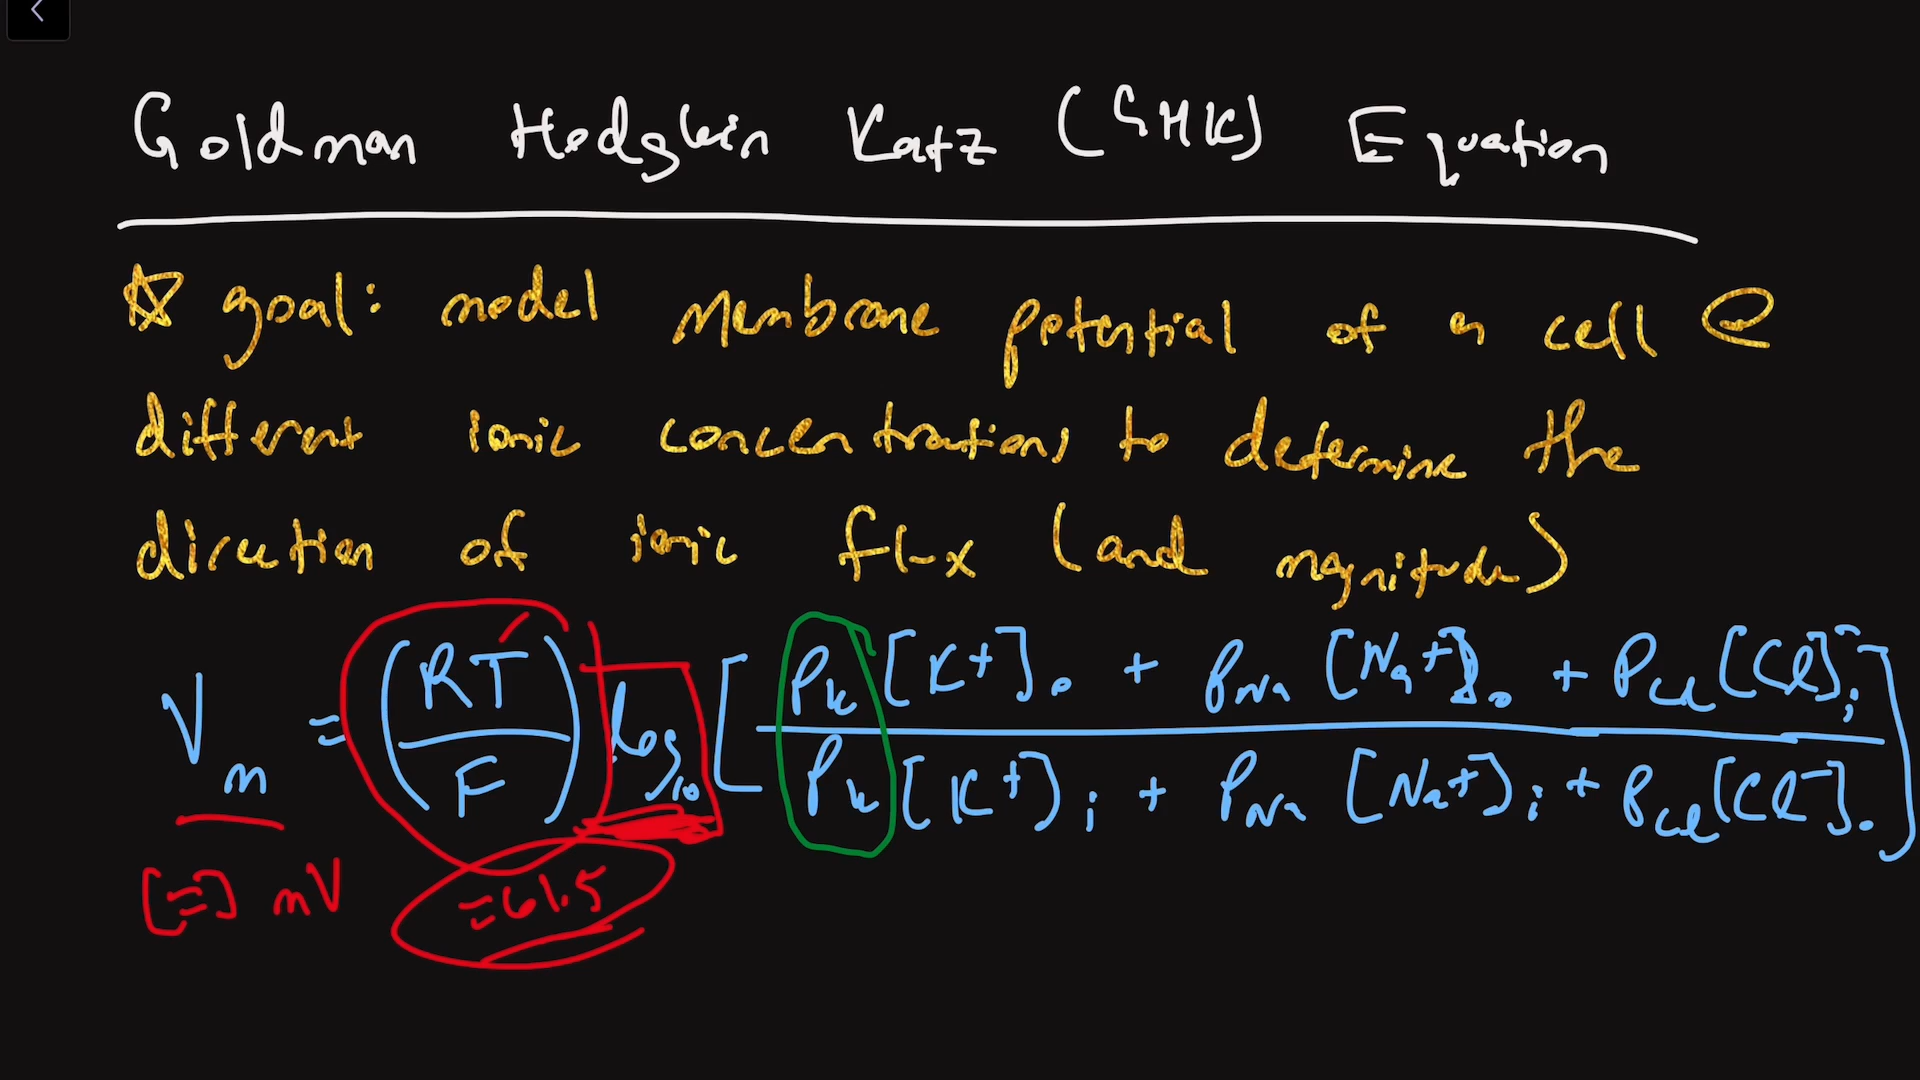 Goldman Hodgkin Katz (GHK) Equation
☆ goal: model membrane potential of a cell @
different ionic concentrations to determine the
direction of ionic flux (and magnitude)
Vm = (RT/F) log10 [ (PK[K+]o + PNa[Na+]o + PCl[Cl-]i) / (PK[K+]i + PNa[Na+]i + PCl[Cl-]o) ]
[=] mV
=61.5